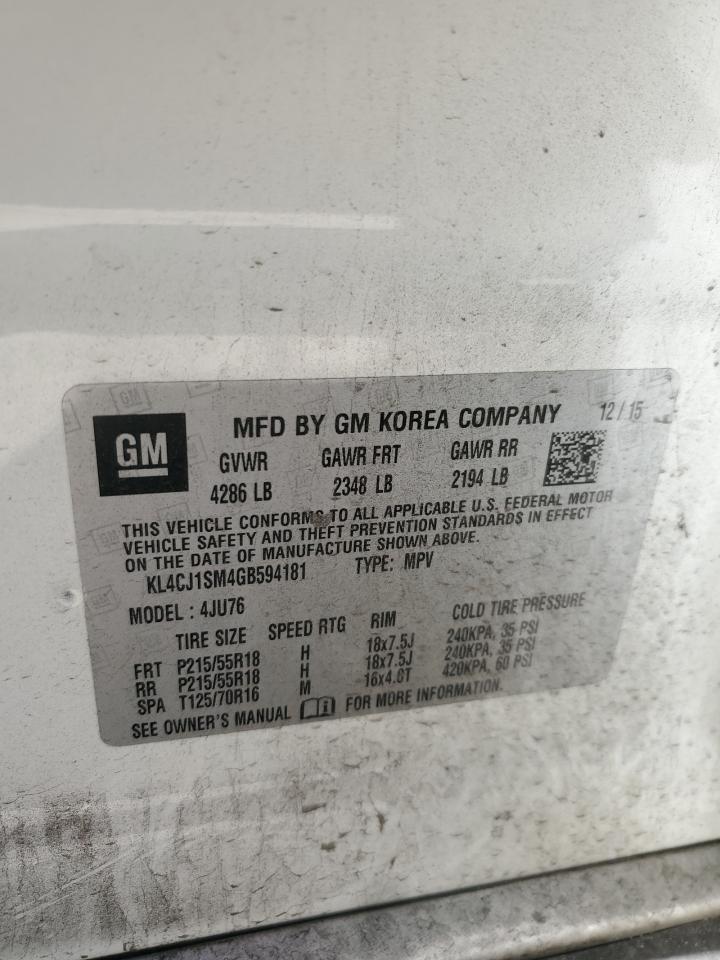 GM
MFD BY GM KOREA COMPANY 12/15
GVWR GAWR FRT GAWR RR
4286 LB 2348 LB 2194 LB
THIS VEHICLE CONFORMS TO ALL APPLICABLE U.S. FEDERAL MOTOR
VEHICLE SAFETY AND THEFT PREVENTION STANDARDS IN EFFECT
ON THE DATE OF MANUFACTURE SHOWN ABOVE.
KL4CJ1SM4GB594181 TYPE: MPV
MODEL : 4JU76
TIRE SIZE SPEED RTG RIM COLD TIRE PRESSURE
FRT P215/55R18 H 18x7.5J 240KPA, 35 PSI
RR P215/55R18 H 18x7.5J 240KPA, 35 PSI
SPA T125/70R16 M 16x4.0T 420KPA, 60 PSI
SEE OWNER'S MANUAL FOR MORE INFORMATION.